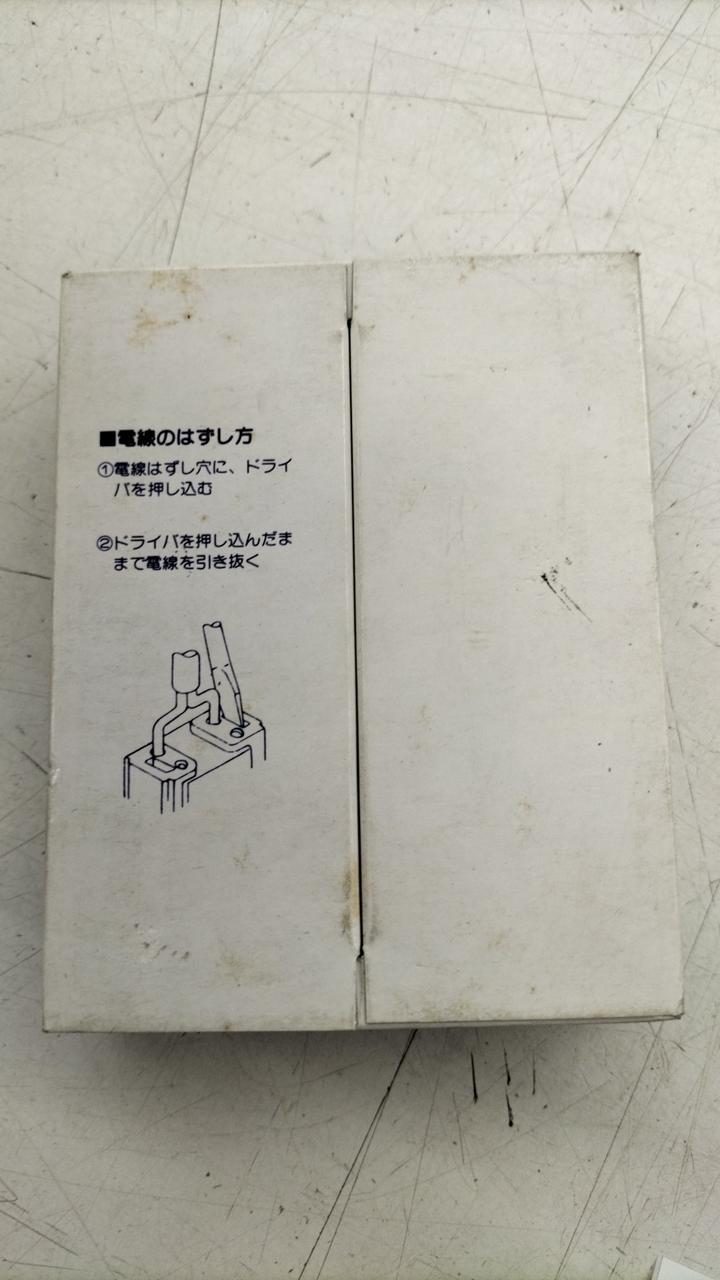 ■電線のはずし方
①電線はずし穴に、ドライ
バを押し込む
②ドライバを押し込んだま
まで電線を引き抜く